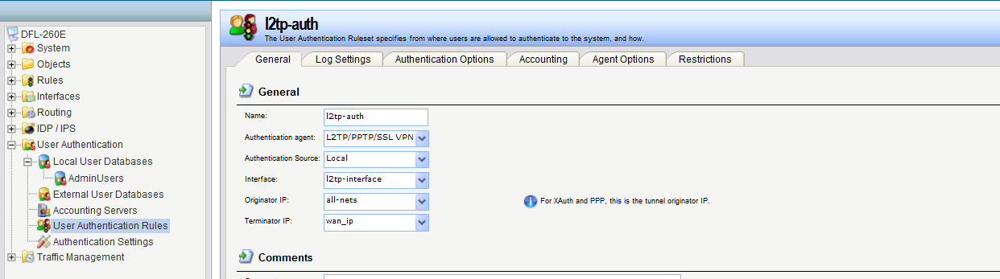 DFL-260E
System
Objects
Rules
Interfaces
Routing
IDP / IPS
User Authentication
Local User Databases
AdminUsers
External User Databases
Accounting Servers
User Authentication Rules
Authentication Settings
Traffic Management
l2tp-auth
The User Authentication Ruleset specifies from where users are allowed to authenticate to the system, and how.
General Log Settings Authentication Options Accounting Agent Options Restrictions
General
Name: l2tp-auth
Authentication agent: L2TP/PPTP/SSL VPN
Authentication Source: Local
Interface: l2tp-interface
Originator IP: all-nets For XAuth and PPP, this is the tunnel originator IP.
Terminator IP: wan_ip
Comments